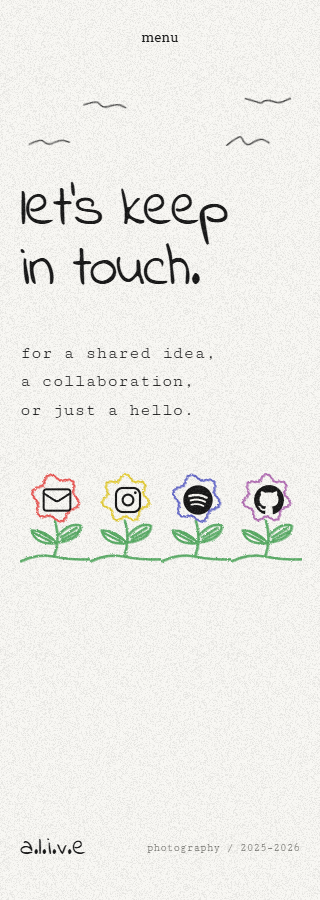 menu
let's keep
in touch.
for a shared idea,
a collaboration,
or just a hello.
a.l.i.v.e
photography / 2025–2026